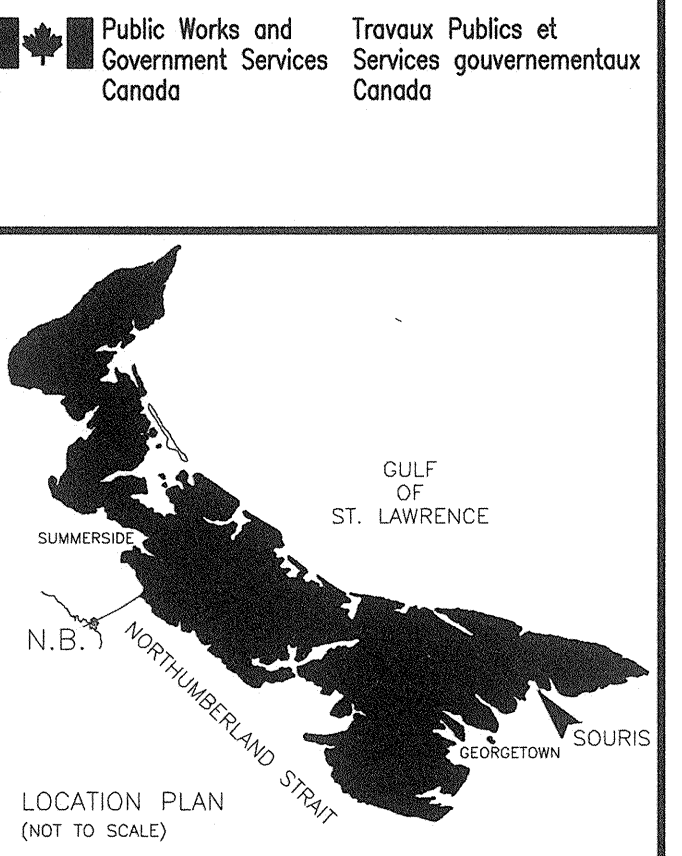 Public Works and
Government Services
Canada
Travaux Publics et
Services gouvernementaux
Canada
GULF
OF
ST. LAWRENCE
SUMMERSIDE
N.B.
NORTHUMBERLAND STRAIT
SOURIS
GEORGETOWN
LOCATION PLAN
(NOT TO SCALE)